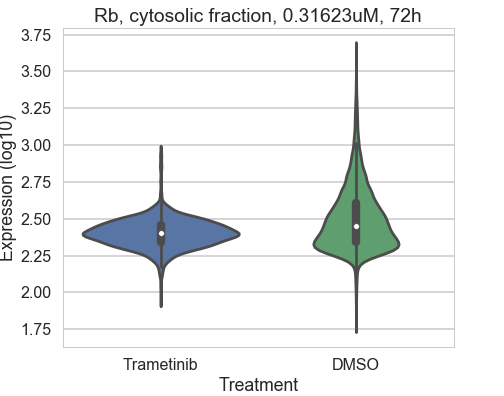 Rb, cytosolic fraction, 0.31623uM, 72h
3.75
3.50
3.25
3.00
2.75
2.50
2.25
2.00
1.75
Expression (log10)
Trametinib
DMSO
Treatment